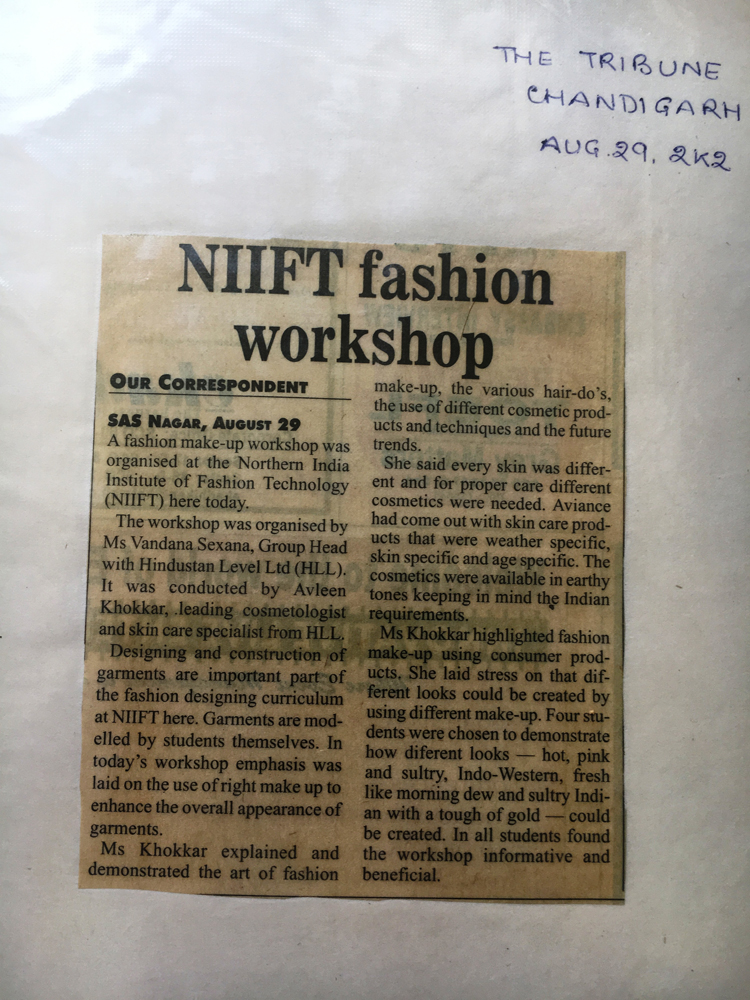 THE TRIBUNE
CHANDIGARH
AUG.29, 2K2
NIIFT fashion
workshop
OUR CORRESPONDENT
SAS NAGAR, AUGUST 29
A fashion make-up workshop was
organised at the Northern India
Institute of Fashion Technology
(NIIFT) here today.
The workshop was organised by
Ms Vandana Sexana, Group Head
with Hindustan Level Ltd (HLL).
It was conducted by Avleen
Khokkar, .leading cosmetologist
and skin care specialist from HLL.
Designing and construction of
garments are important part of
the fashion designing curriculum
at NIIFT here. Garments are mod-
elled by students themselves. In
today's workshop emphasis was
laid on the use of right make up to
enhance the overall appearance of
garments.
Ms Khokkar explained and
demonstrated the art of fashion
make-up, the various hair-do's,
the use of different cosmetic prod-
ucts and techniques and the future
trends.
She said every skin was differ-
ent and for proper care different
cosmetics were needed. Aviance
had come out with skin care prod-
ucts that were weather specific,
skin specific and age specific. The
cosmetics were available in earthy
tones keeping in mind the Indian
requirements.
Ms Khokkar highlighted fashion
make-up using consumer prod-
ucts. She laid stress on that dif-
ferent looks could be created by
using different make-up. Four stu-
dents were chosen to demonstrate
how diferent looks — hot, pink
and sultry, Indo-Western, fresh
like morning dew and sultry Indi-
an with a tough of gold — could
be created. In all students found
the workshop informative and
beneficial.